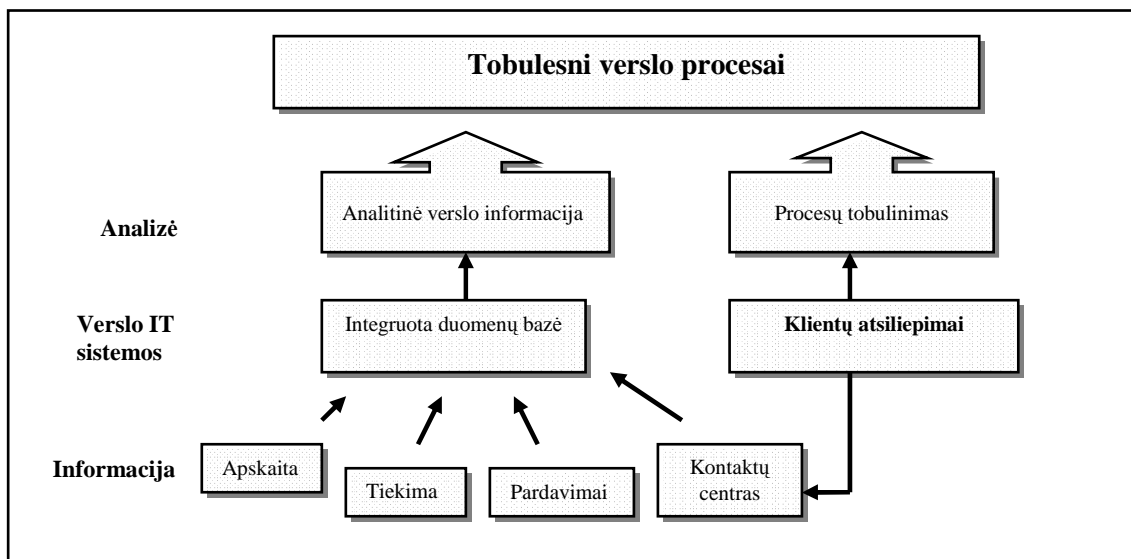 Tobulesni verslo procesai
Analizė
Analitinė verslo informacija
Procesų tobulinimas
Verslo IT
sistemos
Integruota duomenų bazė
Klientų atsiliepimai
Informacija
Apskaita
Tiekima
Pardavimai
Kontaktų
centras